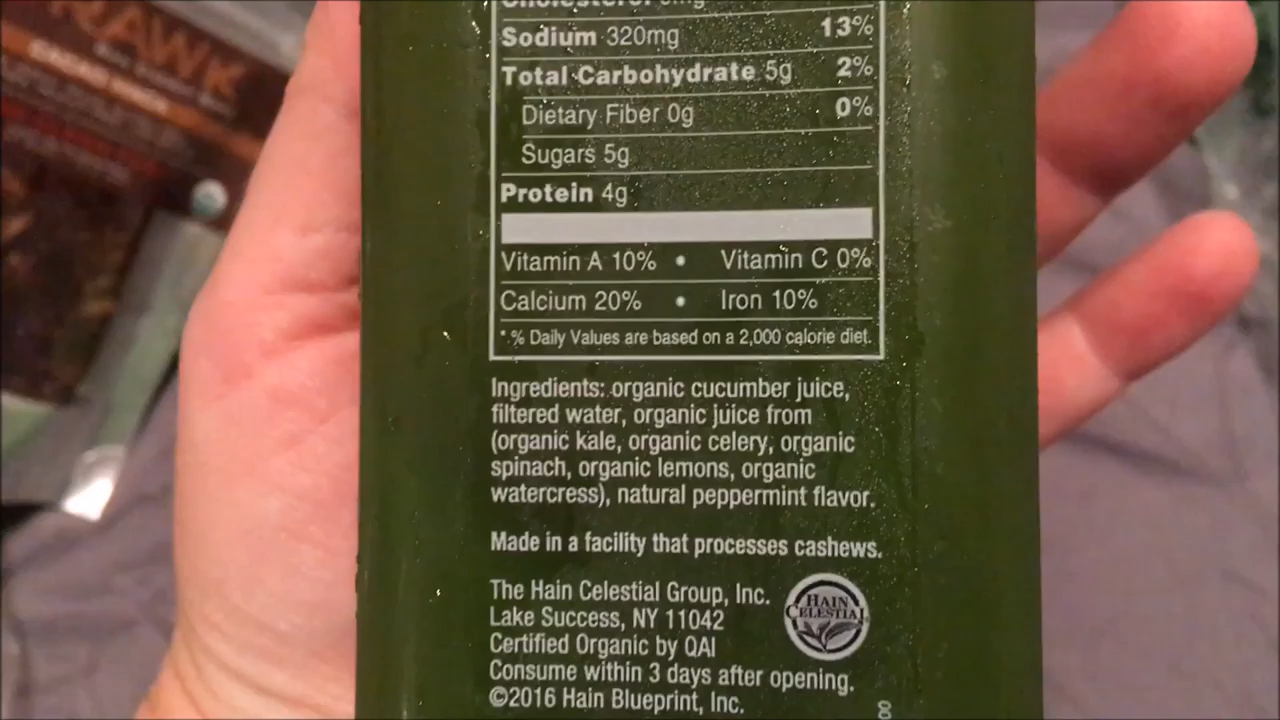 RAWK
Cholesterol 0mg
Sodium 320mg 13%
Total Carbohydrate 5g 2%
Dietary Fiber 0g 0%
Sugars 5g
Protein 4g
Vitamin A 10% • Vitamin C 0%
Calcium 20% • Iron 10%
*% Daily Values are based on a 2,000 calorie diet.
Ingredients: organic cucumber juice,
filtered water, organic juice from
(organic kale, organic celery, organic
spinach, organic lemons, organic
watercress), natural peppermint flavor.
Made in a facility that processes cashews.
The Hain Celestial Group, Inc.
Lake Success, NY 11042
Certified Organic by QAI
Consume within 3 days after opening.
©2016 Hain Blueprint, Inc.
HAIN
CELESTIAL